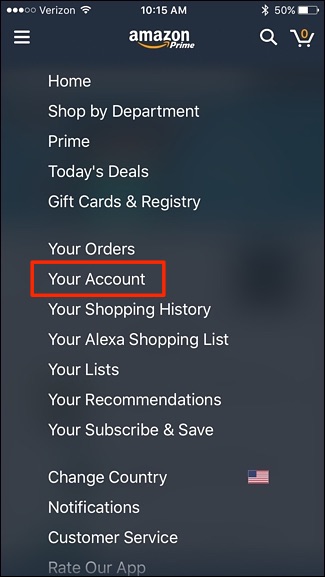 Verizon 10:15 AM 50%
amazon
Prime
0
Home
Shop by Department
Prime
Today's Deals
Gift Cards & Registry
Your Orders
Your Account
Your Shopping History
Your Alexa Shopping List
Your Lists
Your Recommendations
Your Subscribe & Save
Change Country
Notifications
Customer Service
Rate Our App